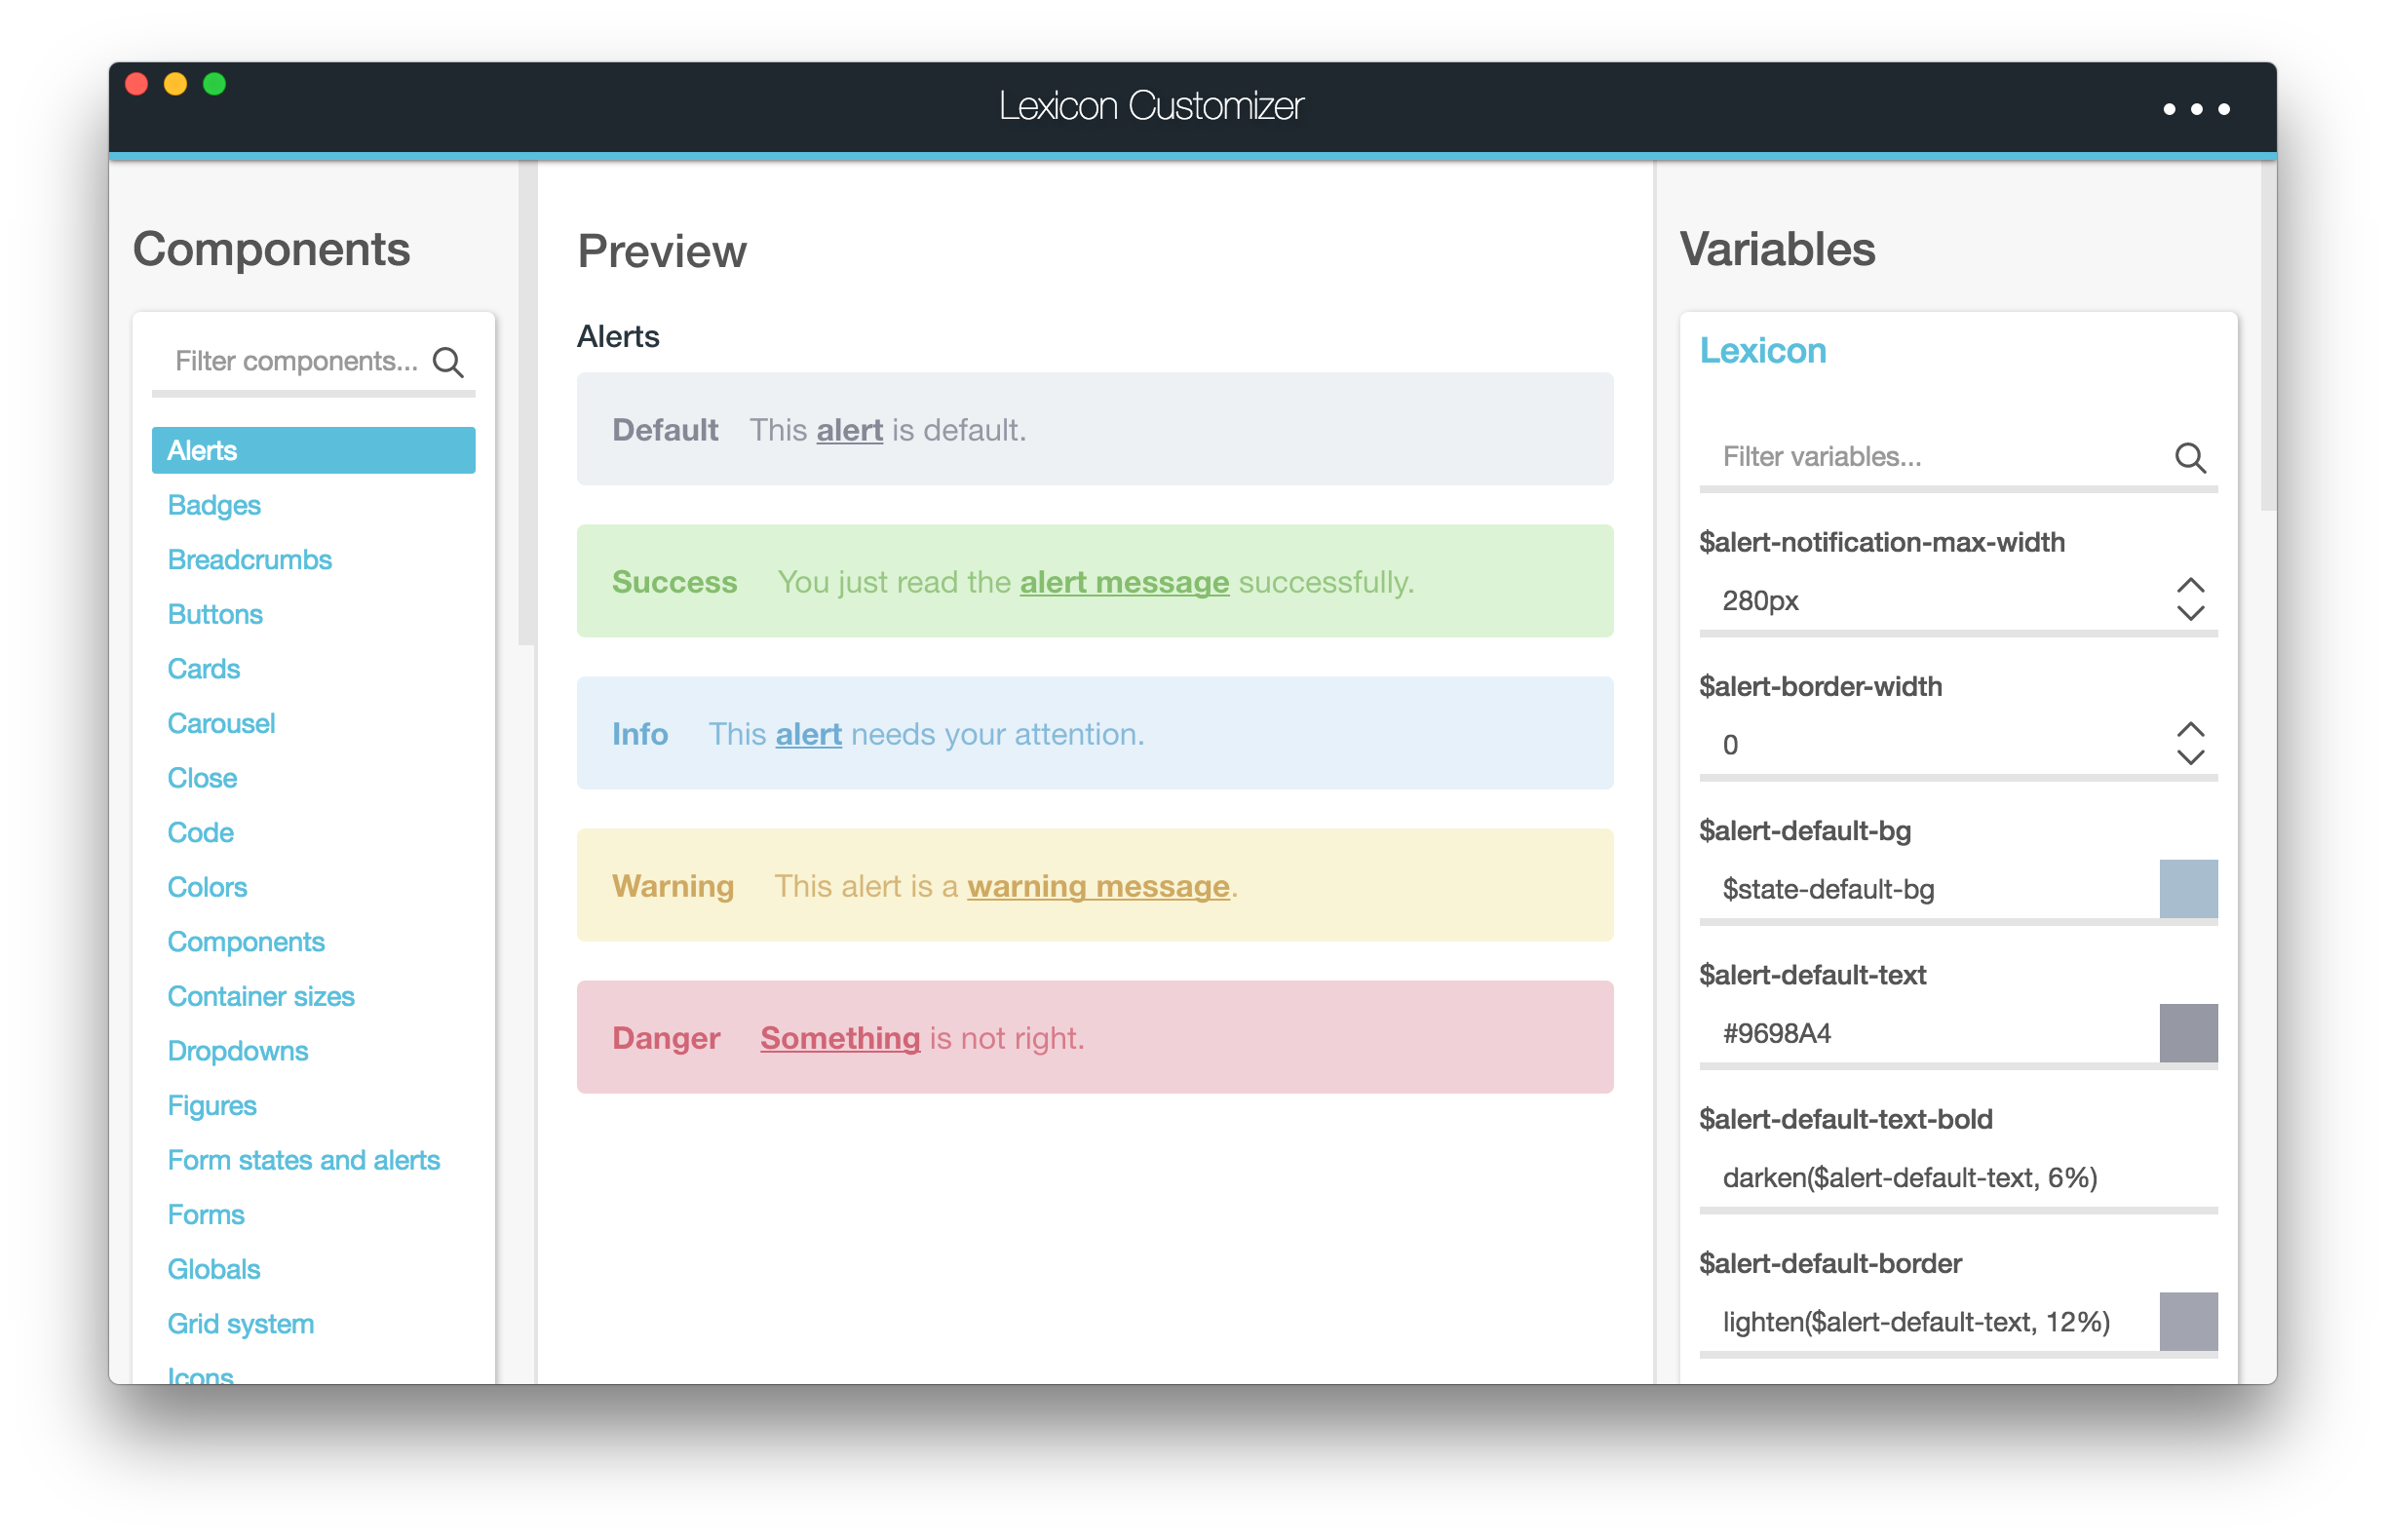 Lexicon Customizer
Components
Filter components...
Alerts
Badges
Breadcrumbs
Buttons
Cards
Carousel
Close
Code
Colors
Components
Container sizes
Dropdowns
Figures
Form states and alerts
Forms
Globals
Grid system
Icons
Preview
Alerts
Default This alert is default.
Success You just read the alert message successfully.
Info This alert needs your attention.
Warning This alert is a warning message.
Danger Something is not right.
Variables
Lexicon
Filter variables...
$alert-notification-max-width
280px
$alert-border-width
0
$alert-default-bg
$state-default-bg
$alert-default-text
#9698A4
$alert-default-text-bold
darken($alert-default-text, 6%)
$alert-default-border
lighten($alert-default-text, 12%)